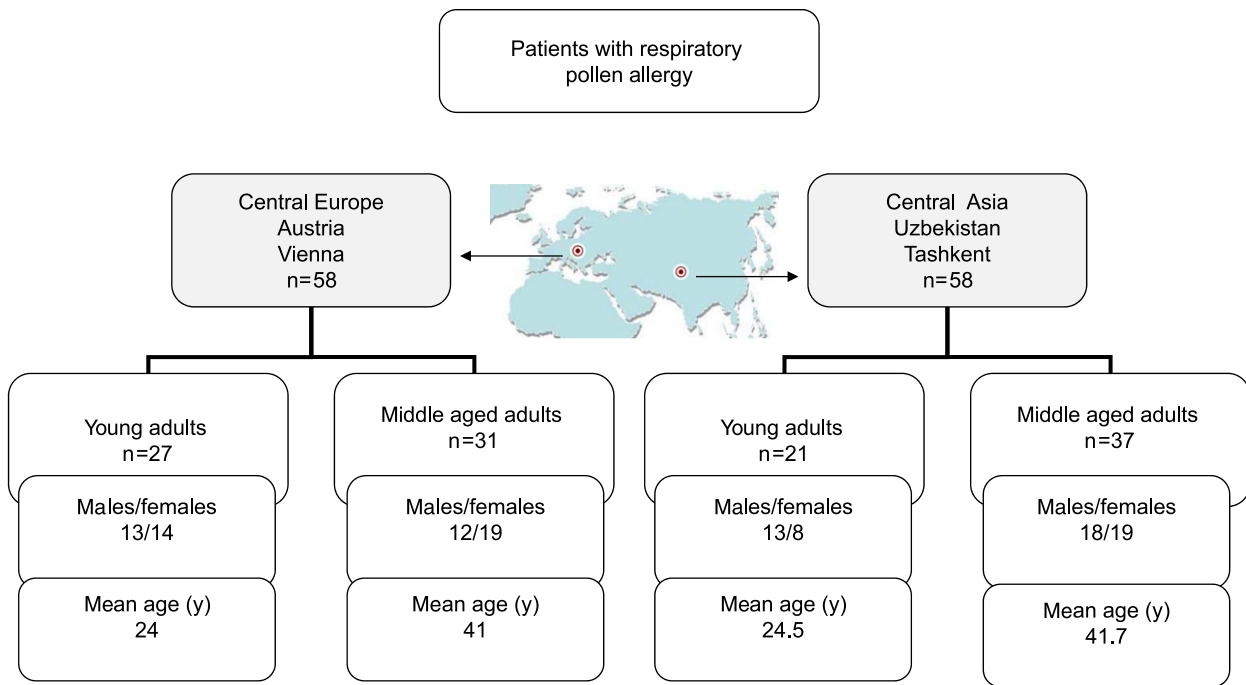 Patients with respiratory
pollen allergy
Central Europe
Austria
Vienna
n=58
Central Asia
Uzbekistan
Tashkent
n=58
Young adults
n=27
Males/females
13/14
Mean age (y)
24
Middle aged adults
n=31
Males/females
12/19
Mean age (y)
41
Young adults
n=21
Males/females
13/8
Mean age (y)
24.5
Middle aged adults
n=37
Males/females
18/19
Mean age (y)
41.7